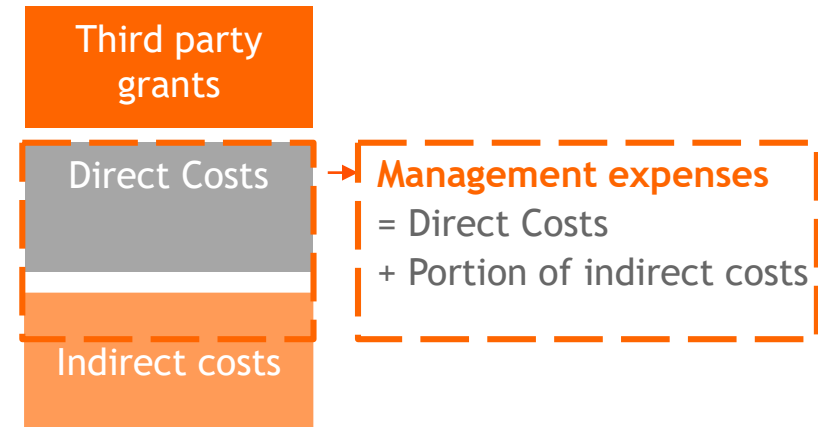 Third party
grants
Direct Costs
Management expenses
= Direct Costs
+ Portion of indirect costs
Indirect costs